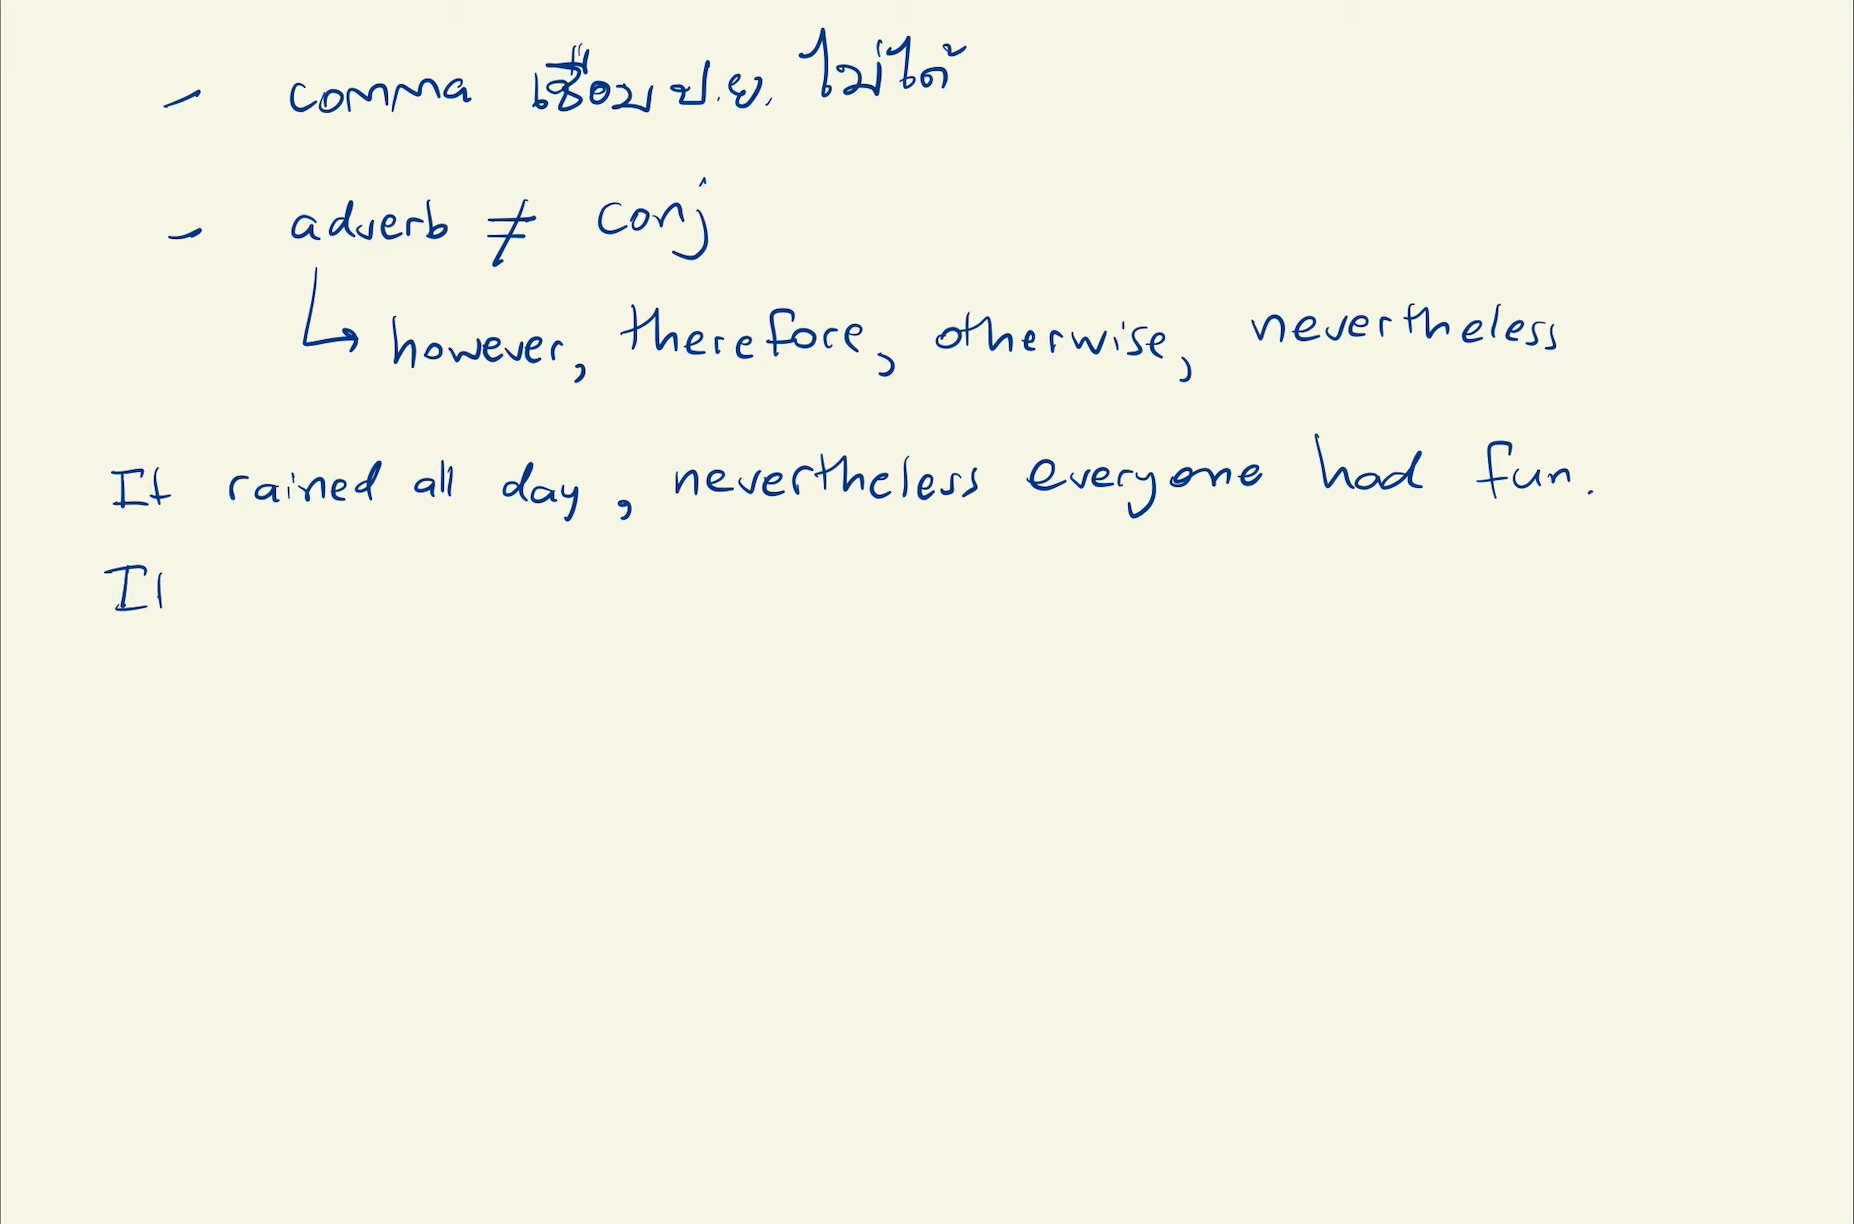 - comma เชื่อม ป.ย. ไม่ได้
- adverb ≠ conj
↳ however, therefore, otherwise, nevertheless
It rained all day, nevertheless everyone had fun.